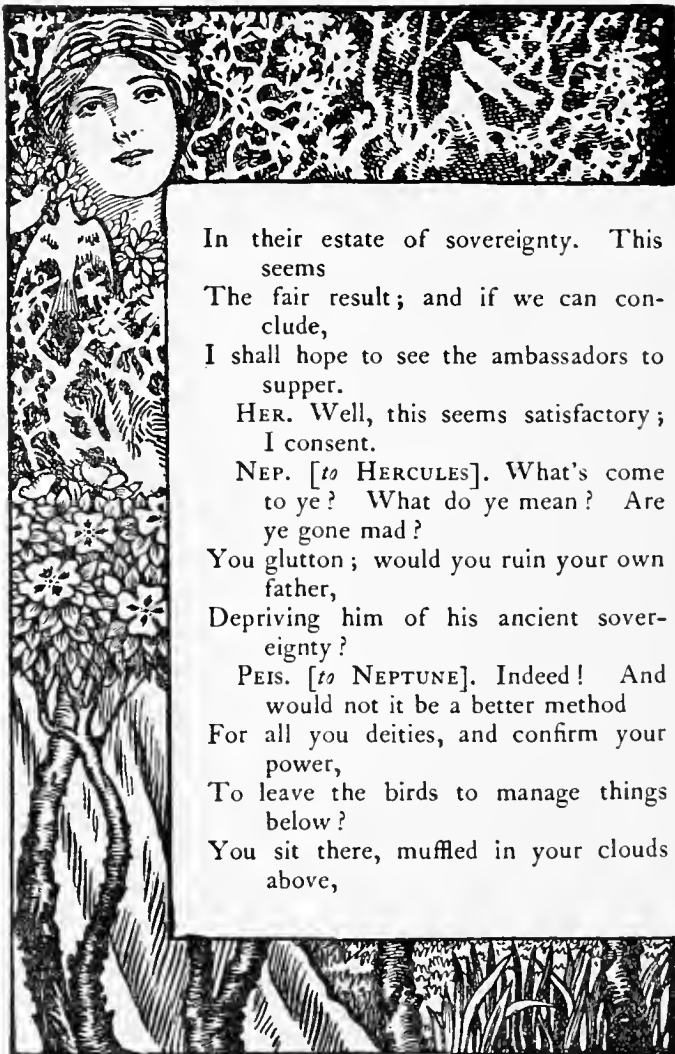 In their estate of sovereignty. This
seems
The fair result; and if we can con-
clude,
I shall hope to see the ambassadors to
supper.
HER. Well, this seems satisfactory;
I consent.
NEP. [to HERCULES]. What's come
to ye? What do ye mean? Are
ye gone mad?
You glutton; would you ruin your own
father,
Depriving him of his ancient sover-
eignty?
PEIS. [to NEPTUNE]. Indeed! And
would not it be a better method
For all you deities, and confirm your
power,
To leave the birds to manage things
below?
You sit there, muffled in your clouds
above,